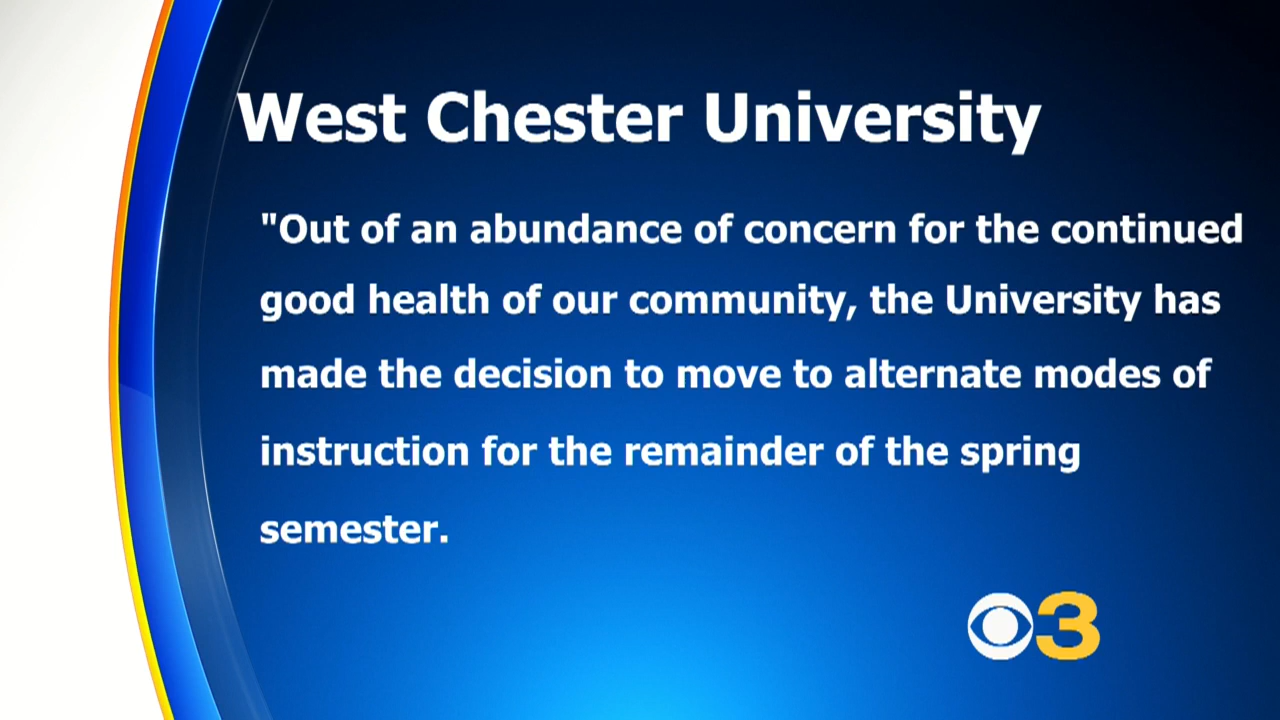 West Chester University
"Out of an abundance of concern for the continued
good health of our community, the University has
made the decision to move to alternate modes of
instruction for the remainder of the spring
semester.
3